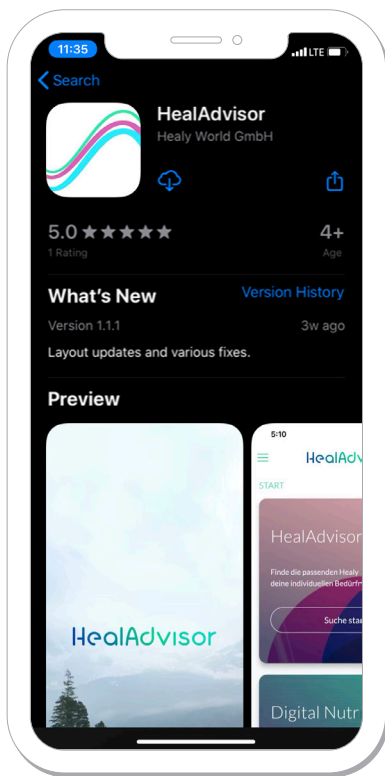 11:35
LTE
Search
HealAdvisor
Healy World GmbH
5.0 ★★★★★
4+
1 Rating
Age
What's New
Version History
Version 1.1.1
3w ago
Layout updates and various fixes.
Preview
HealAdvisor
5:10
HealAdv
START
HealAdvisor
Finde die passenden Healy
deine individuellen Bedürfn
Suche star
Digital Nutr